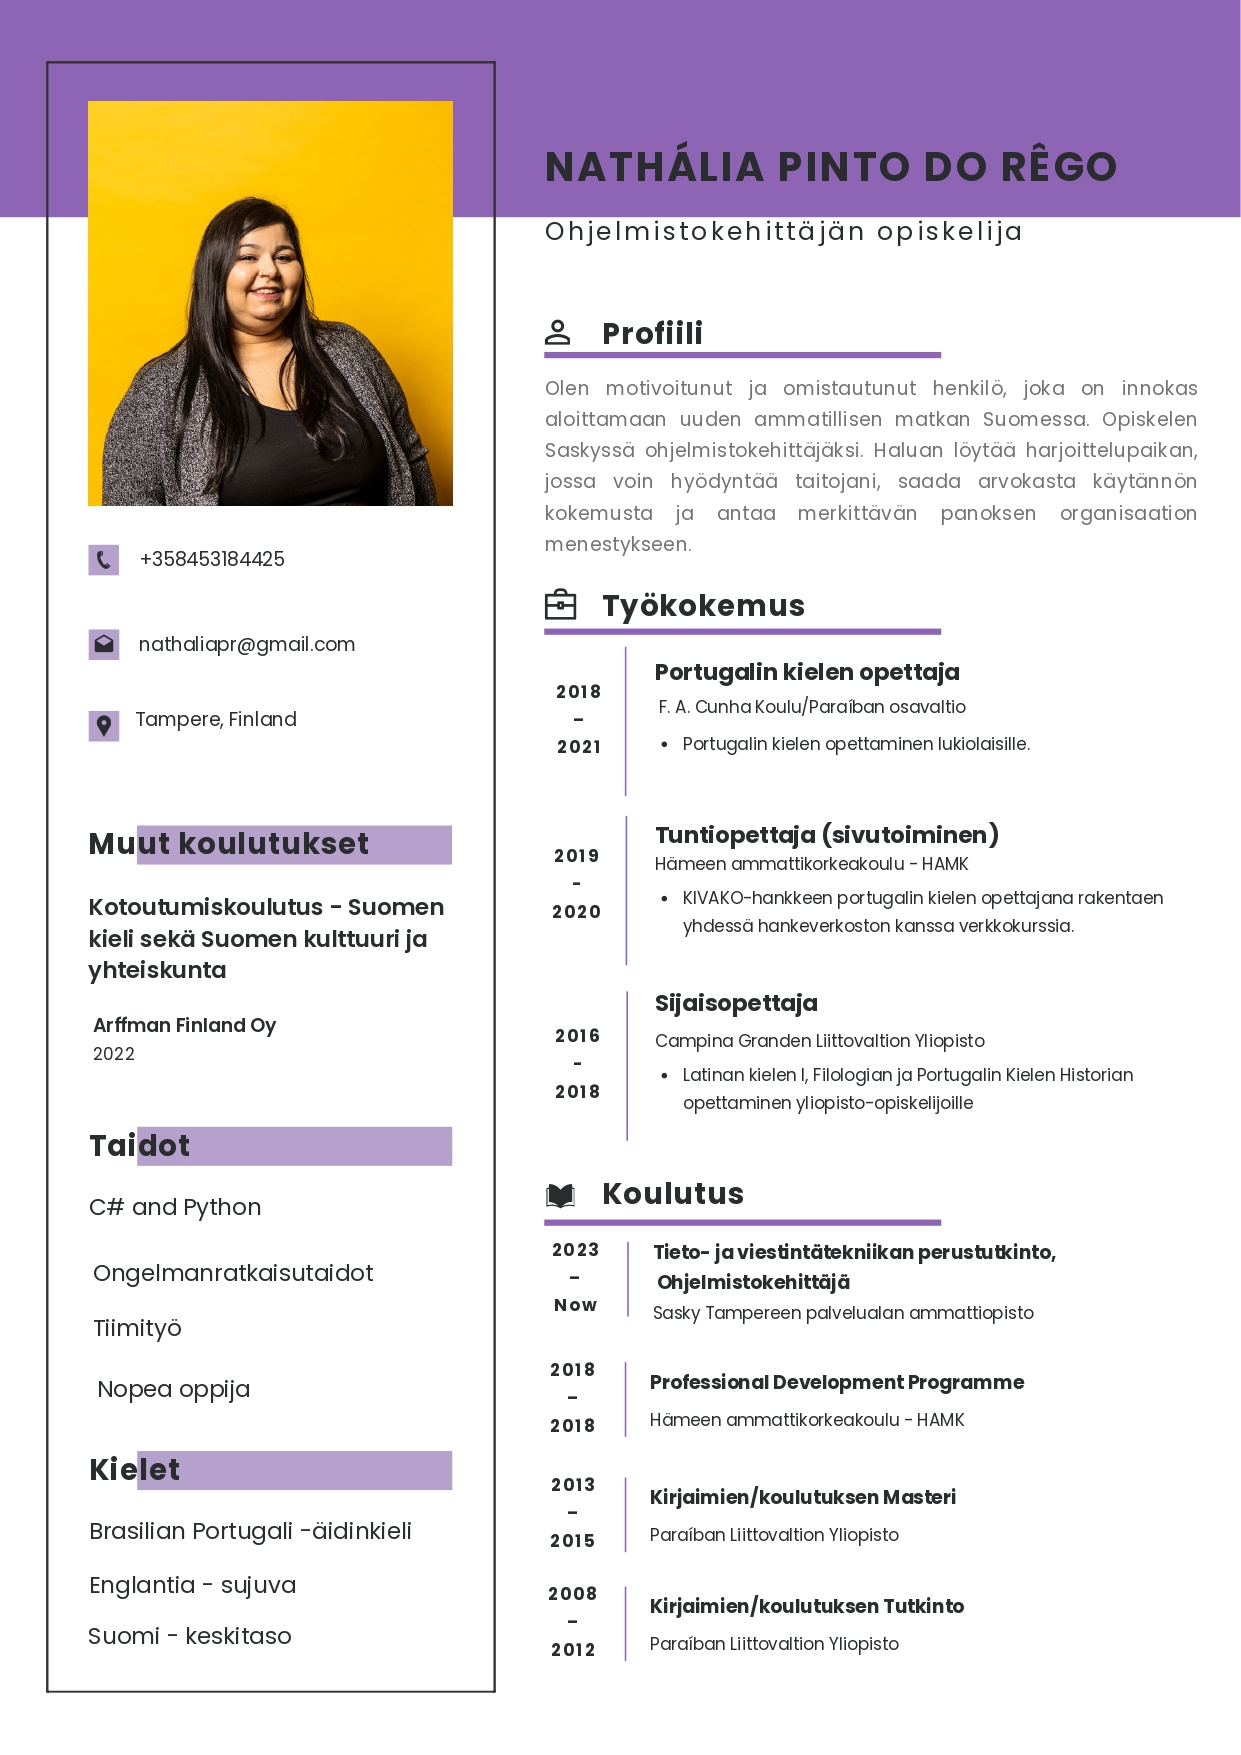 NATHÁLIA PINTO DO RÊGO
Ohjelmistokehittäjän opiskelija
+358453184425
nathaliapr@gmail.com
Tampere, Finland
Muut koulutukset
Kotoutumiskoulutus - Suomen
kieli sekä Suomen kulttuuri ja
yhteiskunta
Arffman Finland Oy
2022
Taidot
C# and Python
Ongelmanratkaisutaidot
Tiimityö
Nopea oppija
Kielet
Brasilian Portugali -äidinkieli
Englantia - sujuva
Suomi - keskitaso
Profiili
Olen motivoitunut ja omistautunut henkilö, joka on innokas
aloittamaan uuden ammatillisen matkan Suomessa. Opiskelen
Saskyssä ohjelmistokehittäjäksi. Haluan löytää harjoittelupaikan,
jossa voin hyödyntää taitojani, saada arvokasta käytännön
kokemusta ja antaa merkittävän panoksen organisaation
menestykseen.
Työkokemus
2018
–
2021
Portugalin kielen opettaja
F. A. Cunha Koulu/Paraíban osavaltio
• Portugalin kielen opettaminen lukiolaisille.
2019
-
2020
Tuntiopettaja (sivutoiminen)
Hämeen ammattikorkeakoulu - HAMK
• KIVAKO-hankkeen portugalin kielen opettajana rakentaen
yhdessä hankeverkoston kanssa verkkokurssia.
2016
-
2018
Sijaisopettaja
Campina Granden Liittovaltion Yliopisto
• Latinan kielen I, Filologian ja Portugalin Kielen Historian
opettaminen yliopisto-opiskelijoille
Koulutus
2023
–
Now
Tieto- ja viestintätekniikan perustutkinto,
Ohjelmistokehittäjä
Sasky Tampereen palvelualan ammattiopisto
2018
–
2018
Professional Development Programme
Hämeen ammattikorkeakoulu - HAMK
2013
–
2015
Kirjaimien/koulutuksen Masteri
Paraíban Liittovaltion Yliopisto
2008
–
2012
Kirjaimien/koulutuksen Tutkinto
Paraíban Liittovaltion Yliopisto